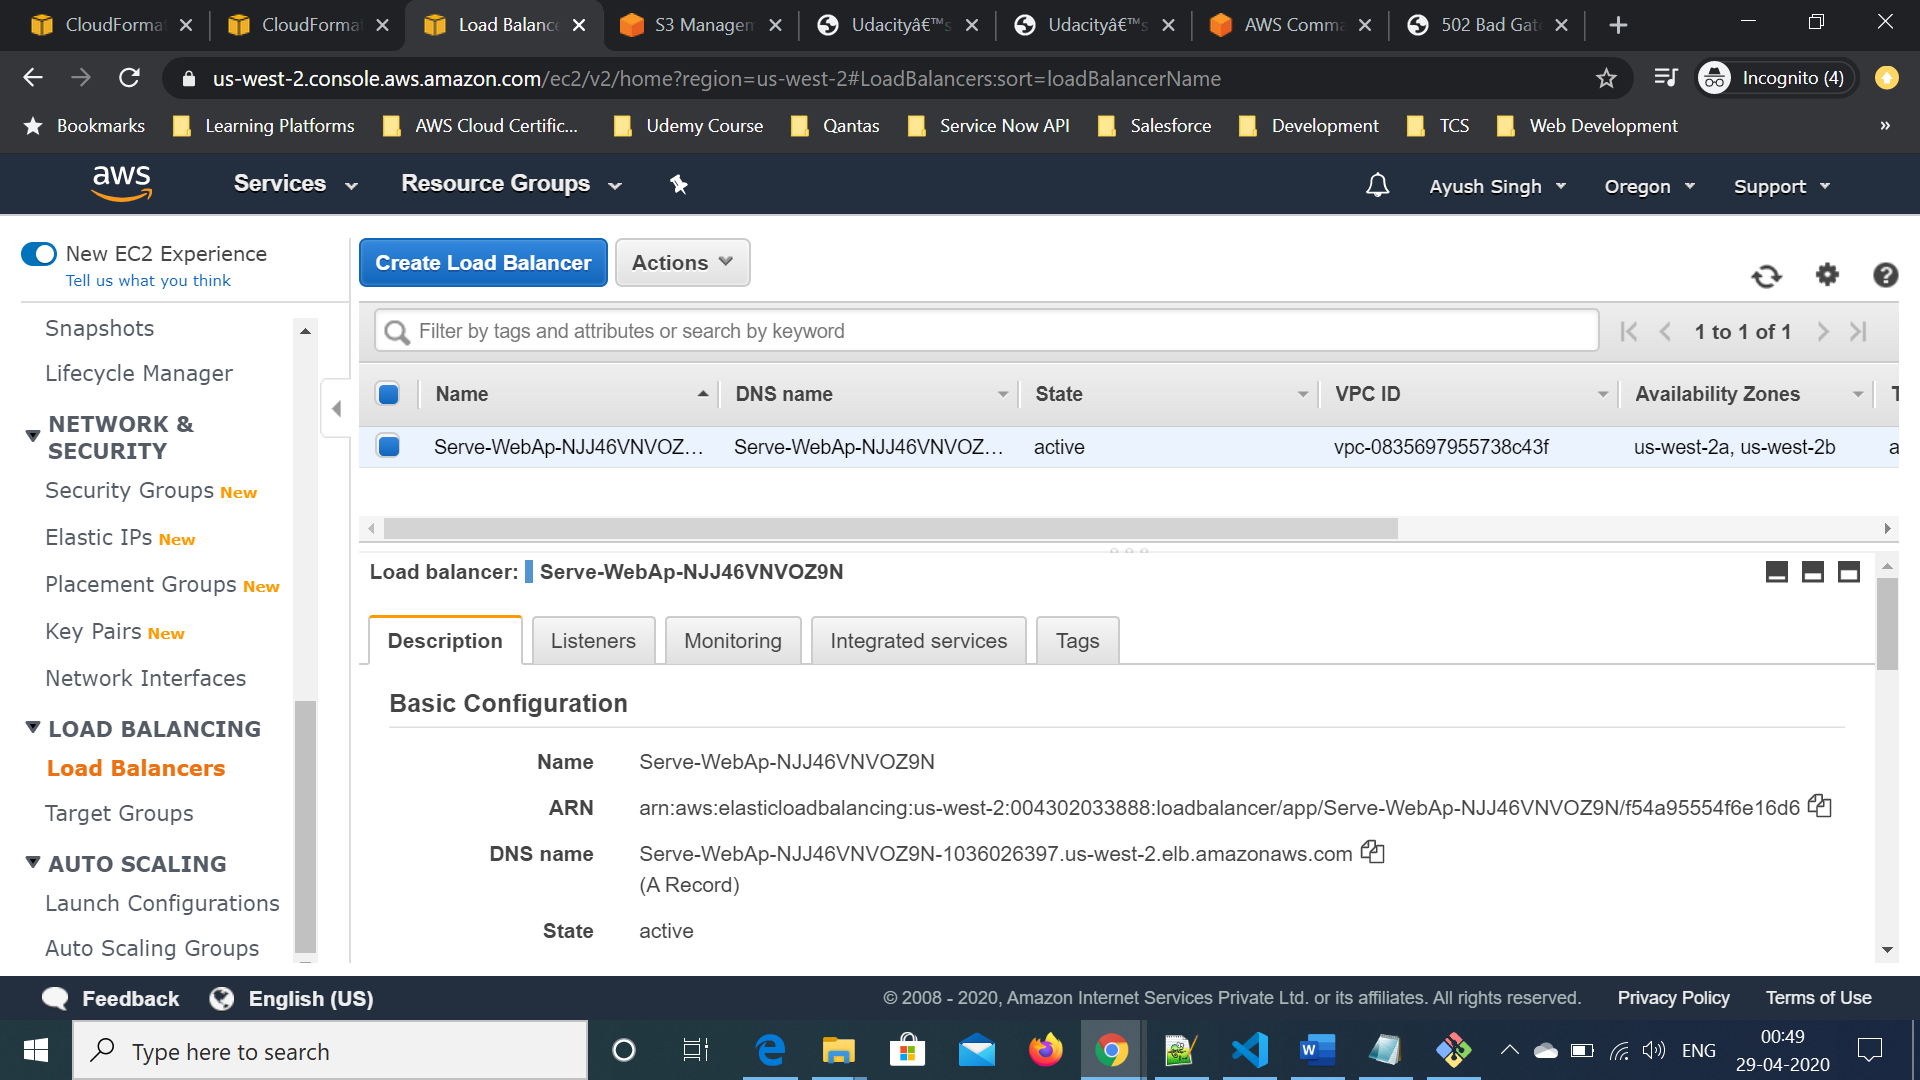 CloudFormat
CloudFormat
Load Balance
S3 Managem
Udacityâ€™s
Udacityâ€™s
AWS Comma
502 Bad Gate
us-west-2.console.aws.amazon.com/ec2/v2/home?region=us-west-2#LoadBalancers:sort=loadBalancerName
Incognito (4)
Bookmarks Learning Platforms AWS Cloud Certific... Udemy Course Qantas Service Now API Salesforce Development TCS Web Development »
aws Services Resource Groups Ayush Singh Oregon Support
New EC2 Experience
Tell us what you think
Snapshots
Lifecycle Manager
NETWORK &
SECURITY
Security Groups New
Elastic IPs New
Placement Groups New
Key Pairs New
Network Interfaces
LOAD BALANCING
Load Balancers
Target Groups
AUTO SCALING
Launch Configurations
Auto Scaling Groups
Create Load Balancer Actions
Filter by tags and attributes or search by keyword 1 to 1 of 1
Name DNS name State VPC ID Availability Zones T
Serve-WebAp-NJJ46VNVOZ... Serve-WebAp-NJJ46VNVOZ... active vpc-0835697955738c43f us-west-2a, us-west-2b a
Load balancer: Serve-WebAp-NJJ46VNVOZ9N
Description Listeners Monitoring Integrated services Tags
Basic Configuration
Name Serve-WebAp-NJJ46VNVOZ9N
ARN arn:aws:elasticloadbalancing:us-west-2:004302033888:loadbalancer/app/Serve-WebAp-NJJ46VNVOZ9N/f54a95554f6e16d6
DNS name Serve-WebAp-NJJ46VNVOZ9N-1036026397.us-west-2.elb.amazonaws.com
(A Record)
State active
Feedback English (US) © 2008 - 2020, Amazon Internet Services Private Ltd. or its affiliates. All rights reserved. Privacy Policy Terms of Use
Type here to search
ENG
00:49
29-04-2020